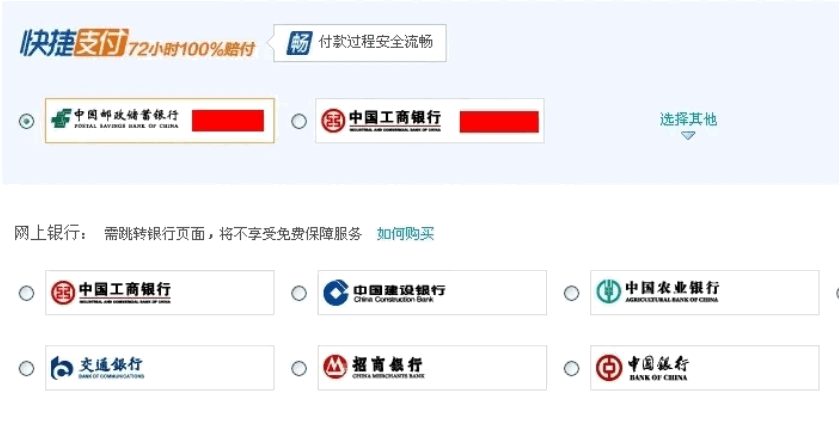 快捷支付 72小时100%赔付 畅 付款过程安全流畅
中国邮政储蓄银行 中国工商银行 选择其他
POSTAL SAVINGS BANK OF CHINA INDUSTRIAL AND COMMERCIAL BANK OF CHINA
网上银行： 需跳转银行页面，将不享受免费保障服务 如何购买
中国工商银行 中国建设银行 中国农业银行
INDUSTRIAL AND COMMERCIAL BANK OF CHINA China Construction Bank AGRICULTURAL BANK OF CHINA
交通银行 招商银行 中国银行
BANK OF COMMUNICATIONS CHINA MERCHANTS BANK BANK OF CHINA